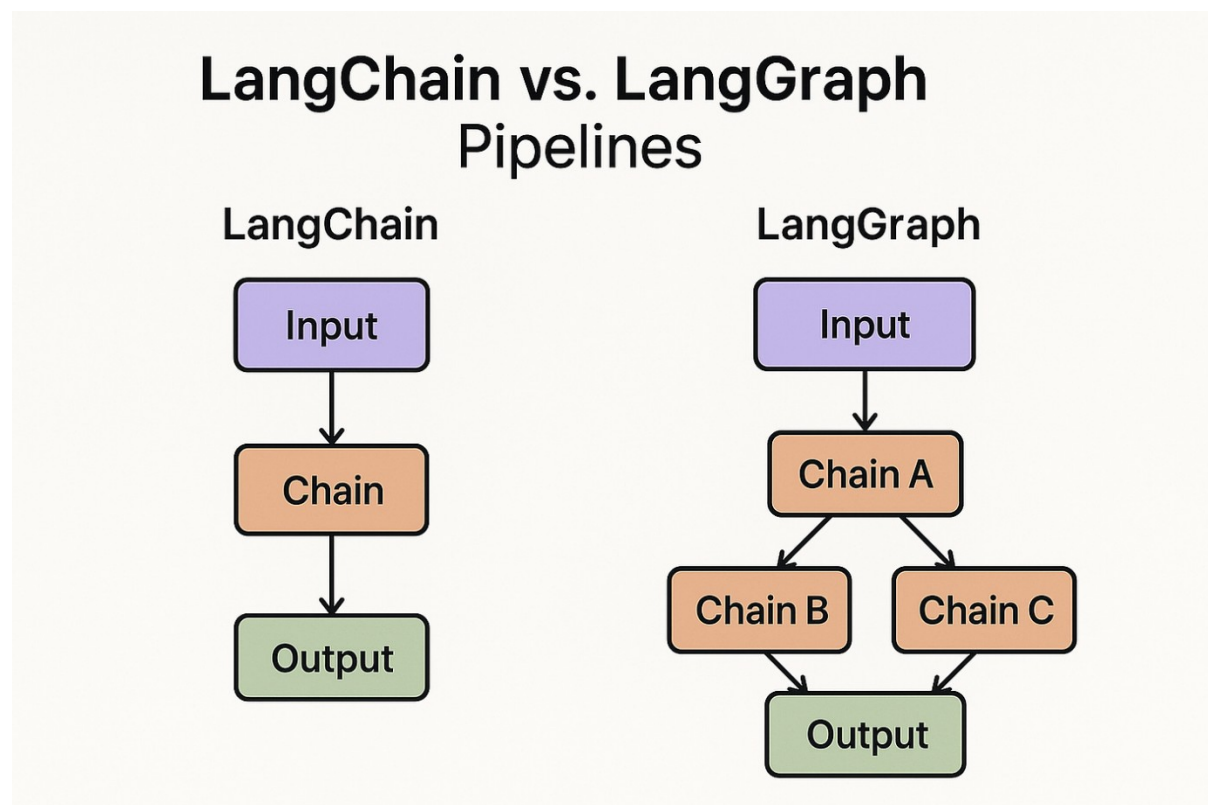 LangChain vs. LangGraph
Pipelines
LangChain
Input
Chain
Output
LangGraph
Input
Chain A
Chain B
Chain C
Output